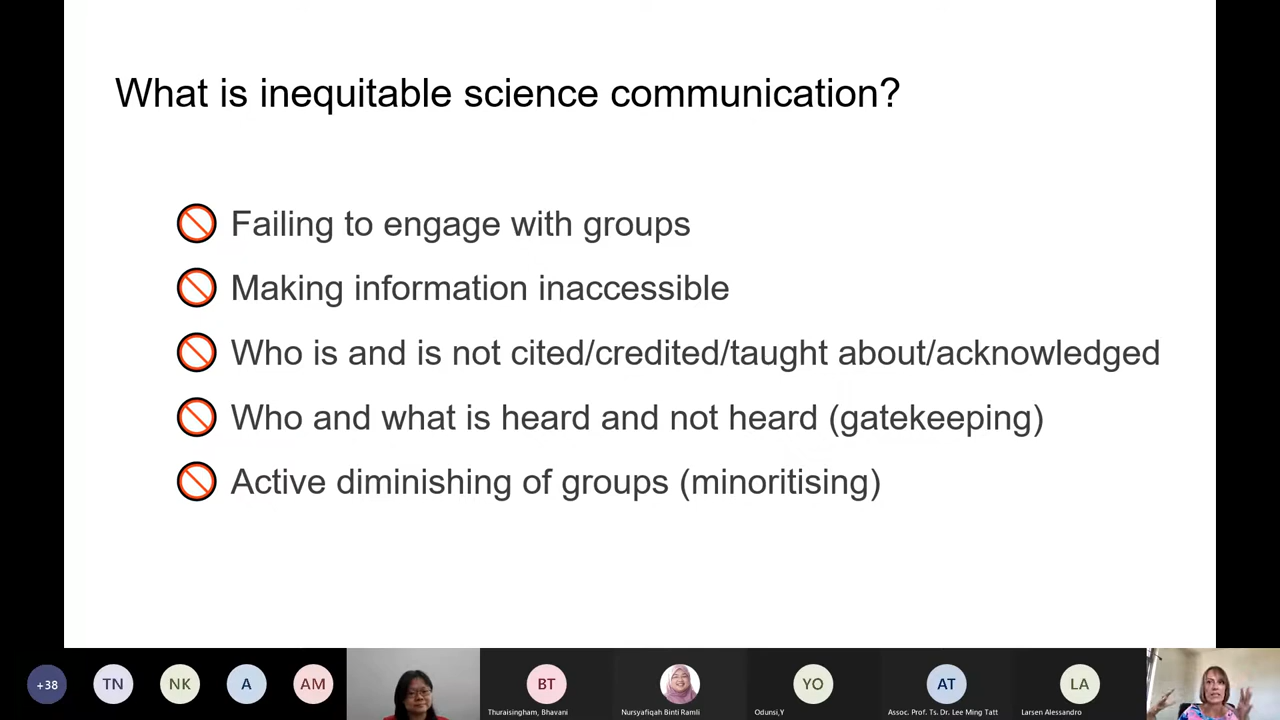 What is inequitable science communication?
Failing to engage with groups
Making information inaccessible
Who is and is not cited/credited/taught about/acknowledged
Who and what is heard and not heard (gatekeeping)
Active diminishing of groups (minoritising)
+38
TN
NK
A
AM
BT
YO
AT
LA
Thuraisingham, Bhavani
Nursyafiqah Binti Ramli
Odunsi,Y
Assoc. Prof. Ts. Dr. Lee Ming Tatt
Larsen Alessandro